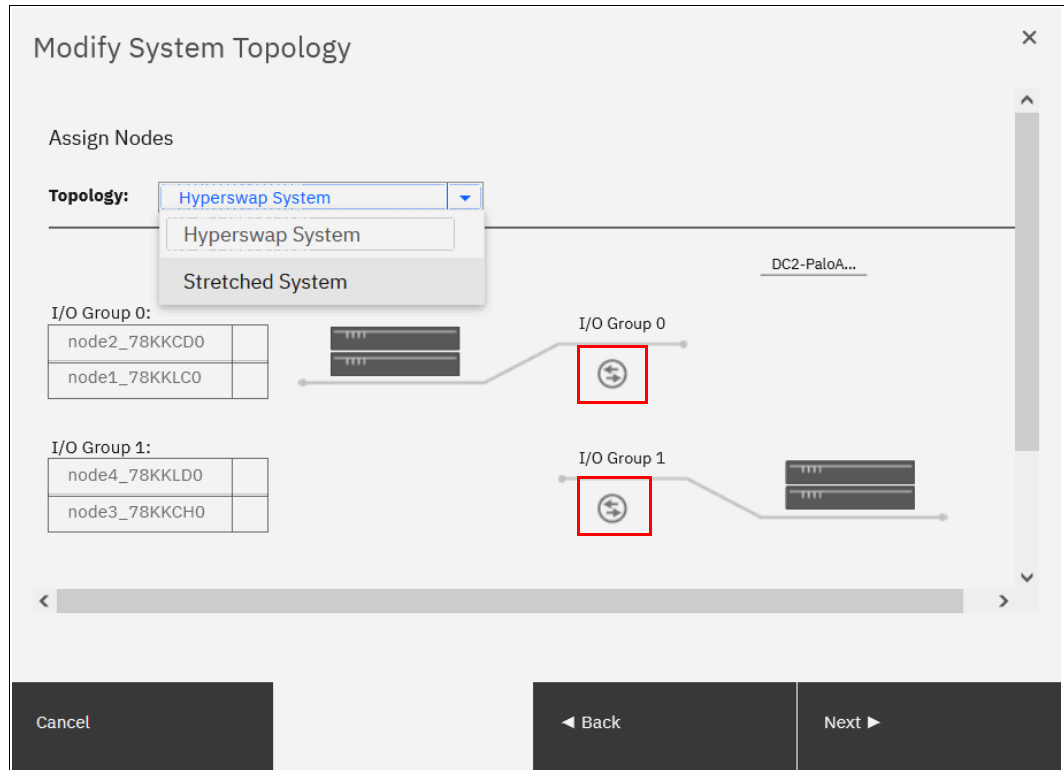 Modify System Topology
Assign Nodes
Topology: Hyperswap System
Hyperswap System
Stretched System
DC2-PaloA...
I/O Group 0:
node2_78KKCD0
node1_78KKLC0
I/O Group 0
I/O Group 1:
node4_78KKLD0
node3_78KKCH0
I/O Group 1
Cancel
Back
Next